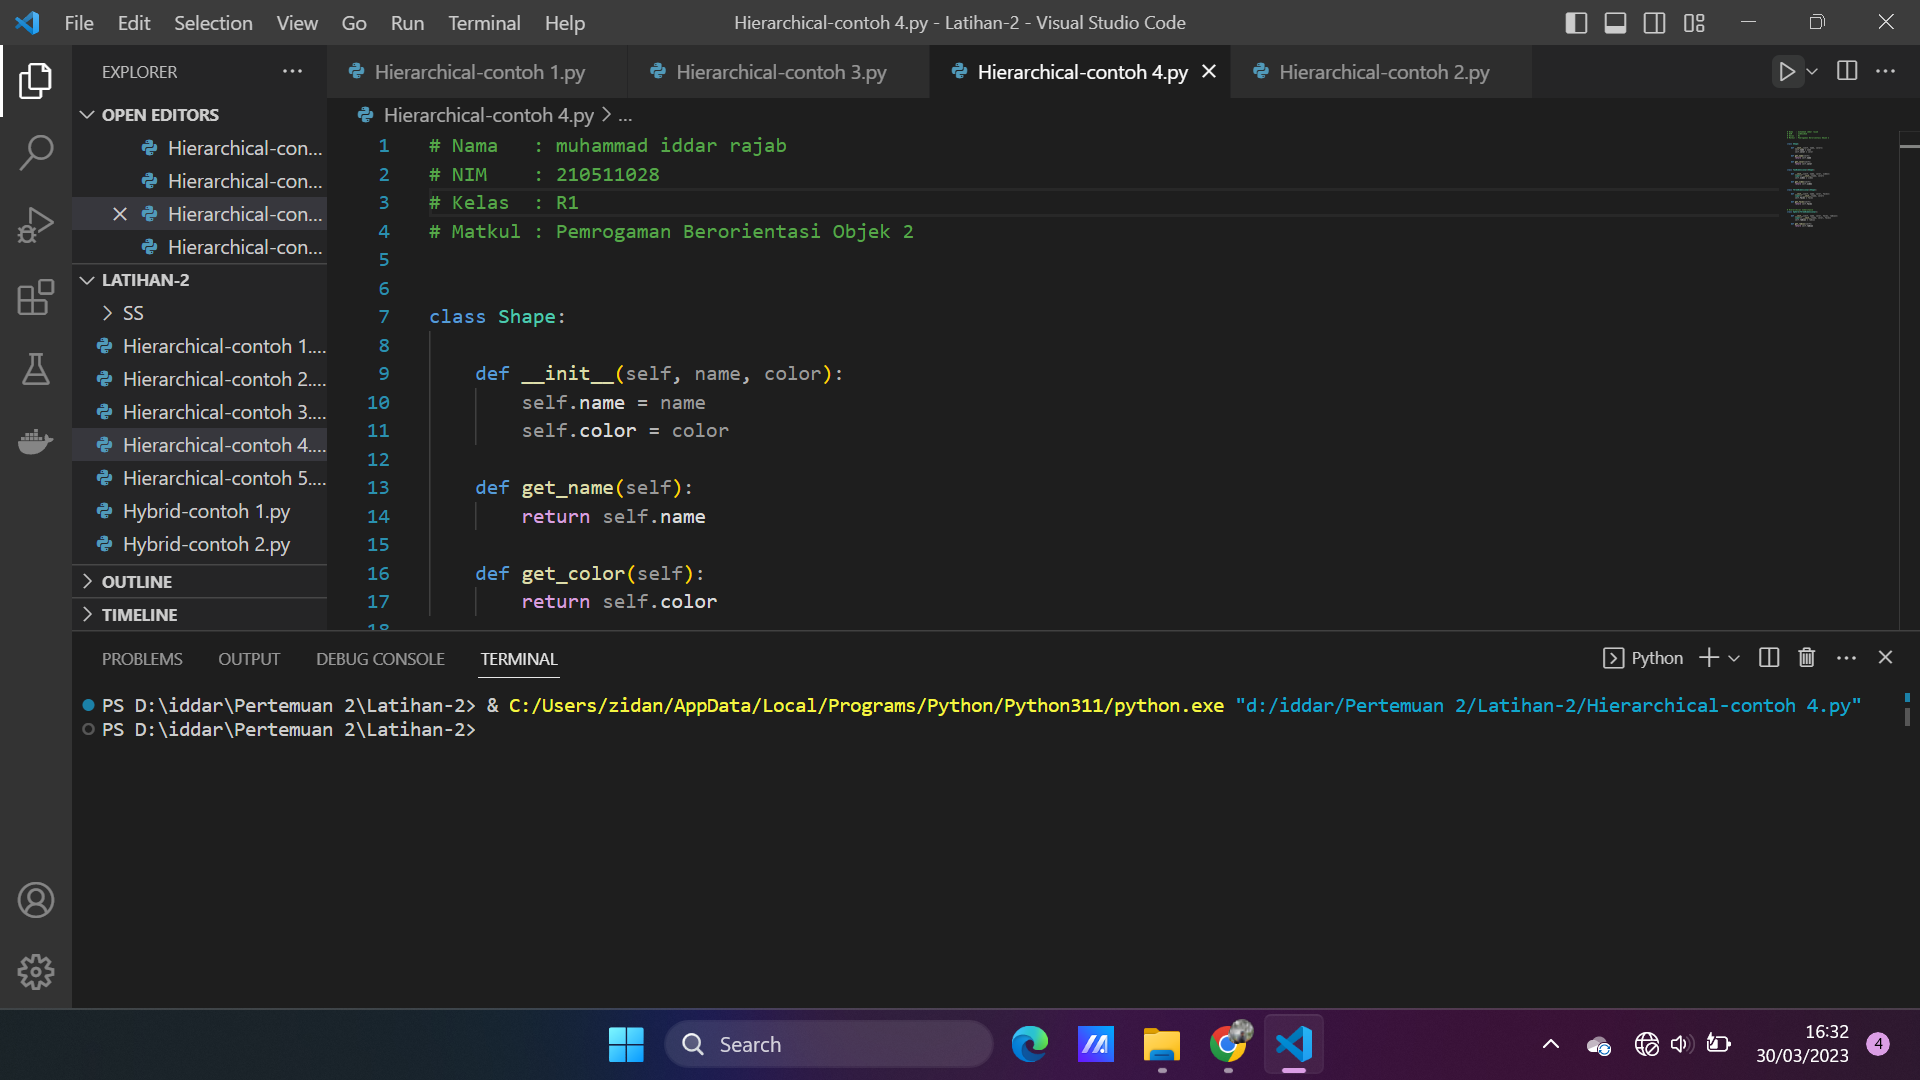 File Edit Selection View Go Run Terminal Help
Hierarchical-contoh 4.py - Latihan-2 - Visual Studio Code
EXPLORER
Hierarchical-contoh 1.py
Hierarchical-contoh 3.py
Hierarchical-contoh 4.py
Hierarchical-contoh 2.py
OPEN EDITORS
Hierarchical-con...
Hierarchical-con...
Hierarchical-con...
Hierarchical-con...
LATIHAN-2
SS
Hierarchical-contoh 1....
Hierarchical-contoh 2....
Hierarchical-contoh 3....
Hierarchical-contoh 4....
Hierarchical-contoh 5....
Hybrid-contoh 1.py
Hybrid-contoh 2.py
OUTLINE
TIMELINE
Hierarchical-contoh 4.py > ...
1 # Nama   : muhammad iddar rajab
2 # NIM    : 210511028
3 # Kelas  : R1
4 # Matkul : Pemrogaman Berorientasi Objek 2
5
6
7 class Shape:
8
9     def __init__(self, name, color):
10         self.name = name
11         self.color = color
12
13     def get_name(self):
14         return self.name
15
16     def get_color(self):
17         return self.color
18
PROBLEMS OUTPUT DEBUG CONSOLE TERMINAL
Python
PS D:\iddar\Pertemuan 2\Latihan-2> & C:/Users/zidan/AppData/Local/Programs/Python/Python311/python.exe "d:/iddar/Pertemuan 2/Latihan-2/Hierarchical-contoh 4.py"
PS D:\iddar\Pertemuan 2\Latihan-2>
Search
16:32
30/03/2023
4